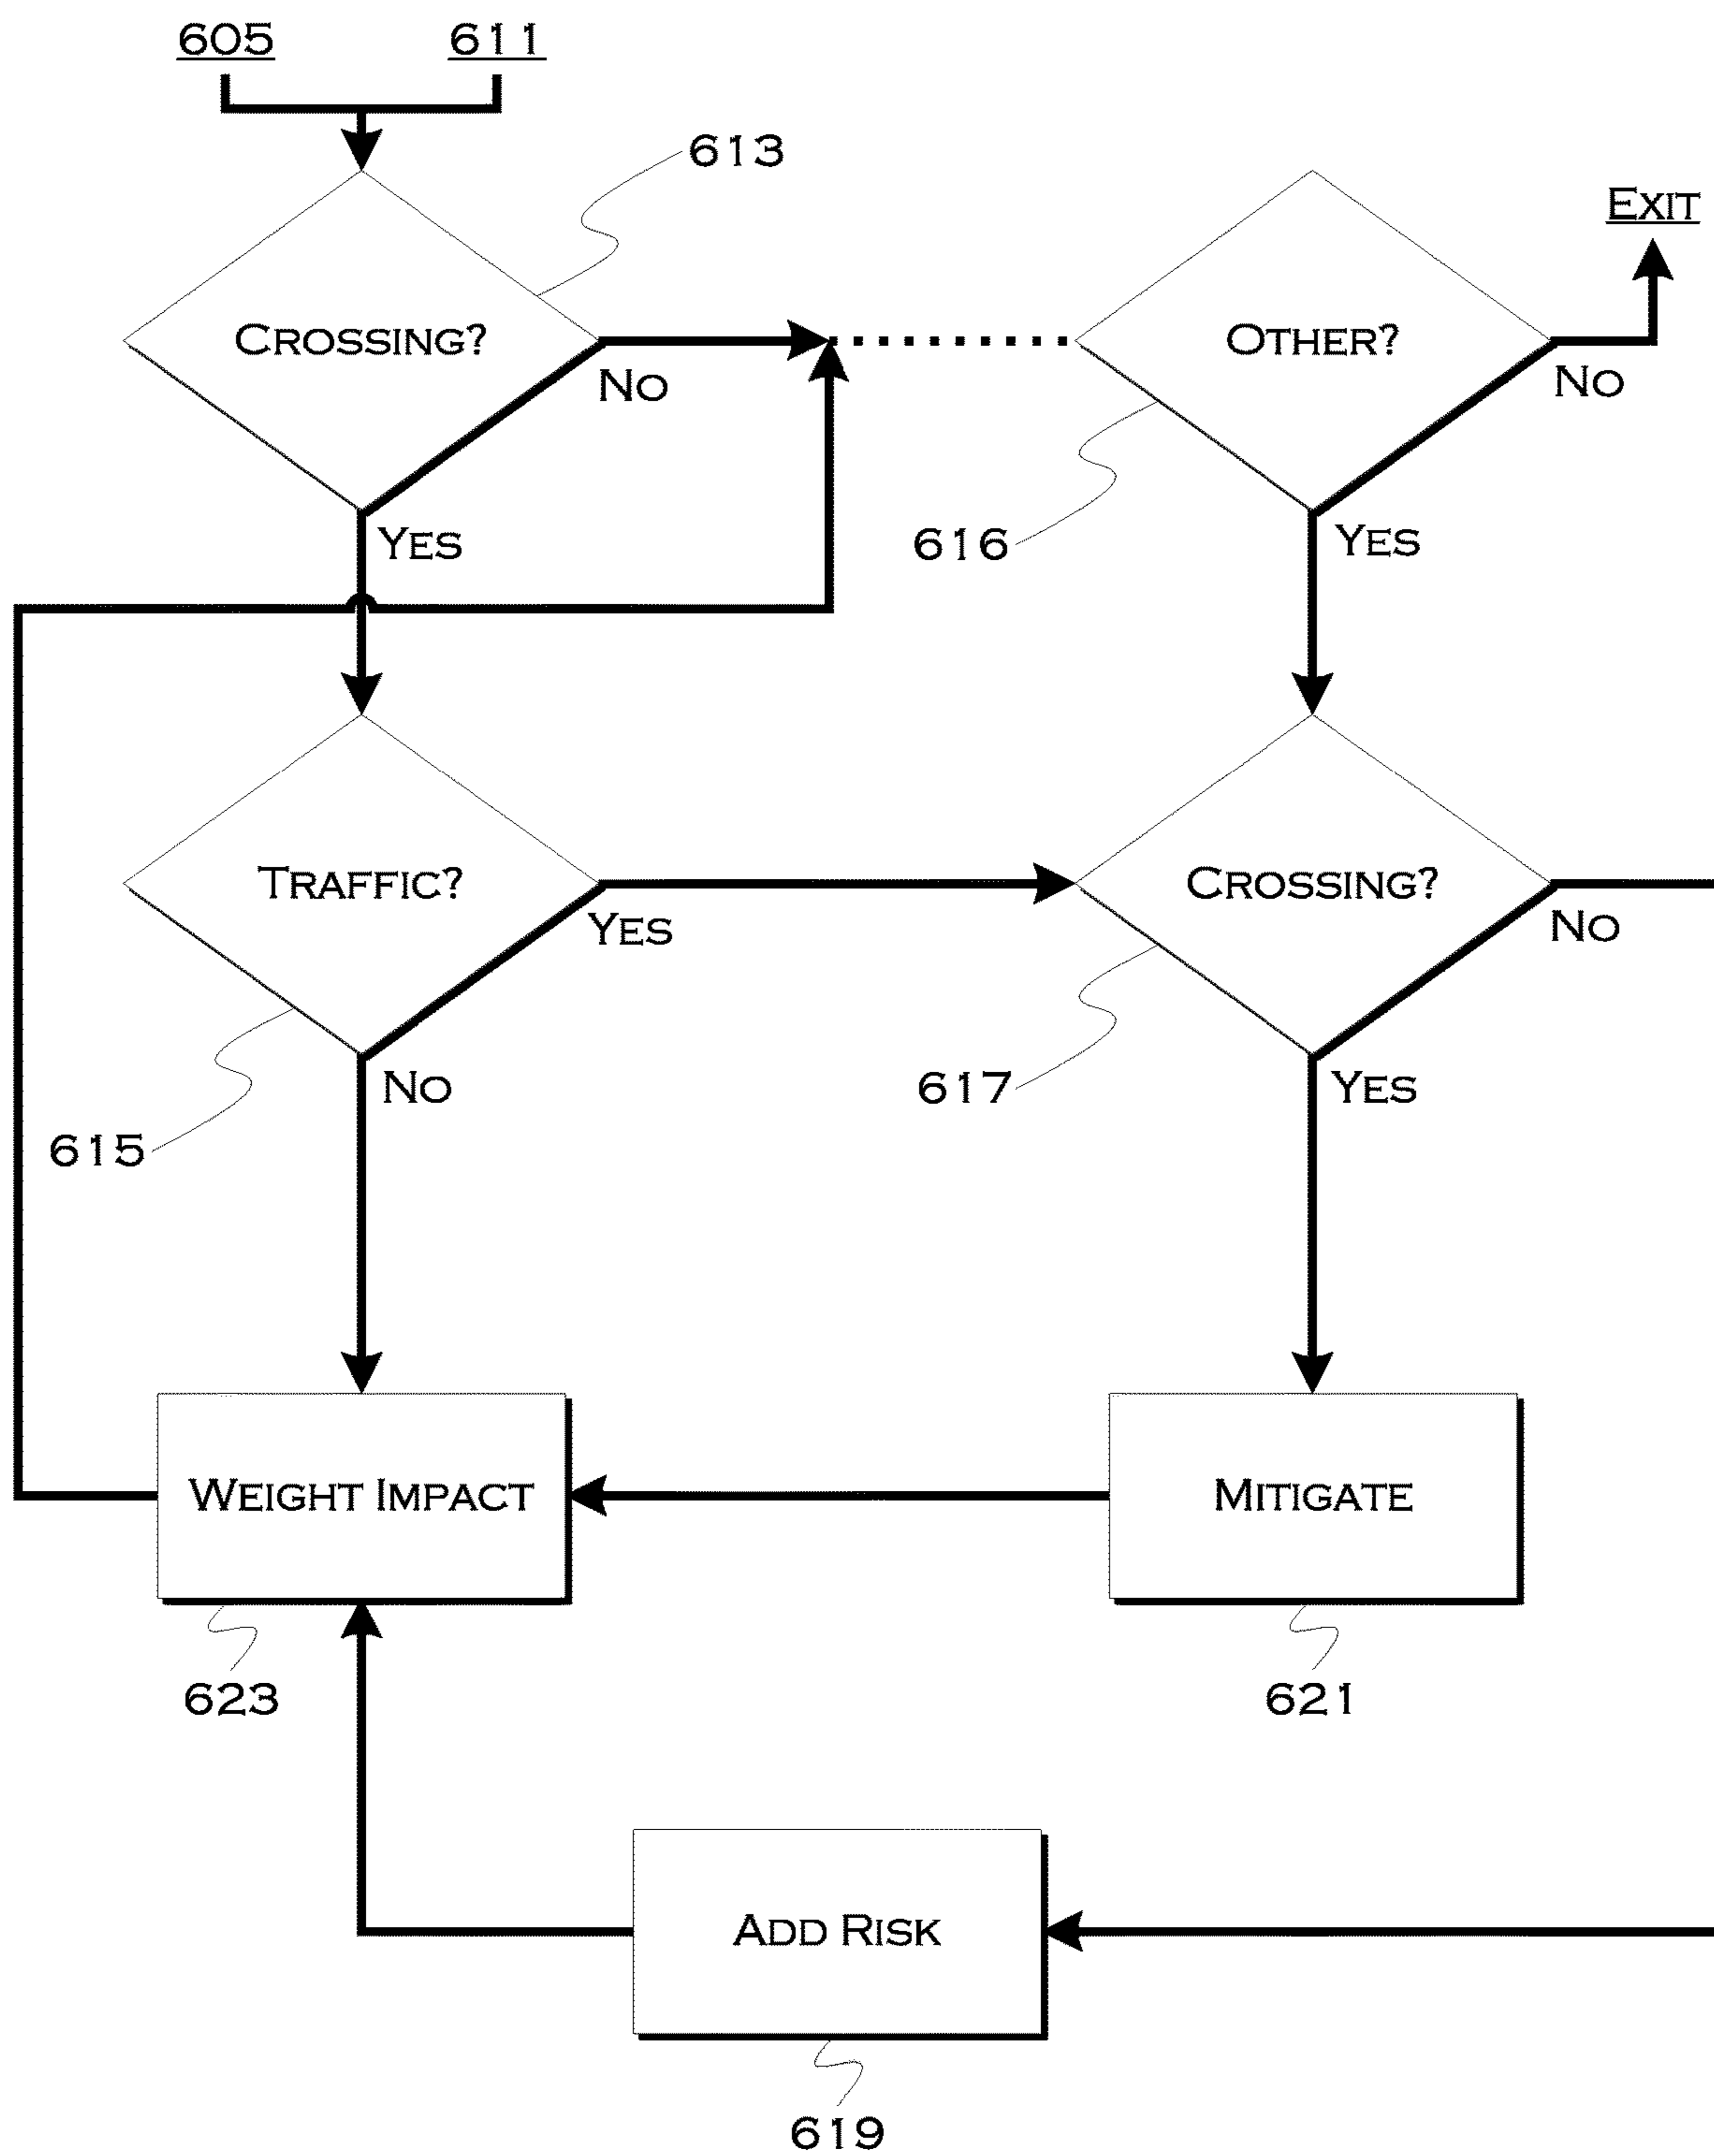 605
611
613
EXIT
CROSSING?
NO
OTHER?
NO
YES
616
YES
TRAFFIC?
YES
CROSSING?
NO
615
NO
617
YES
WEIGHT IMPACT
MITIGATE
623
621
ADD RISK
619